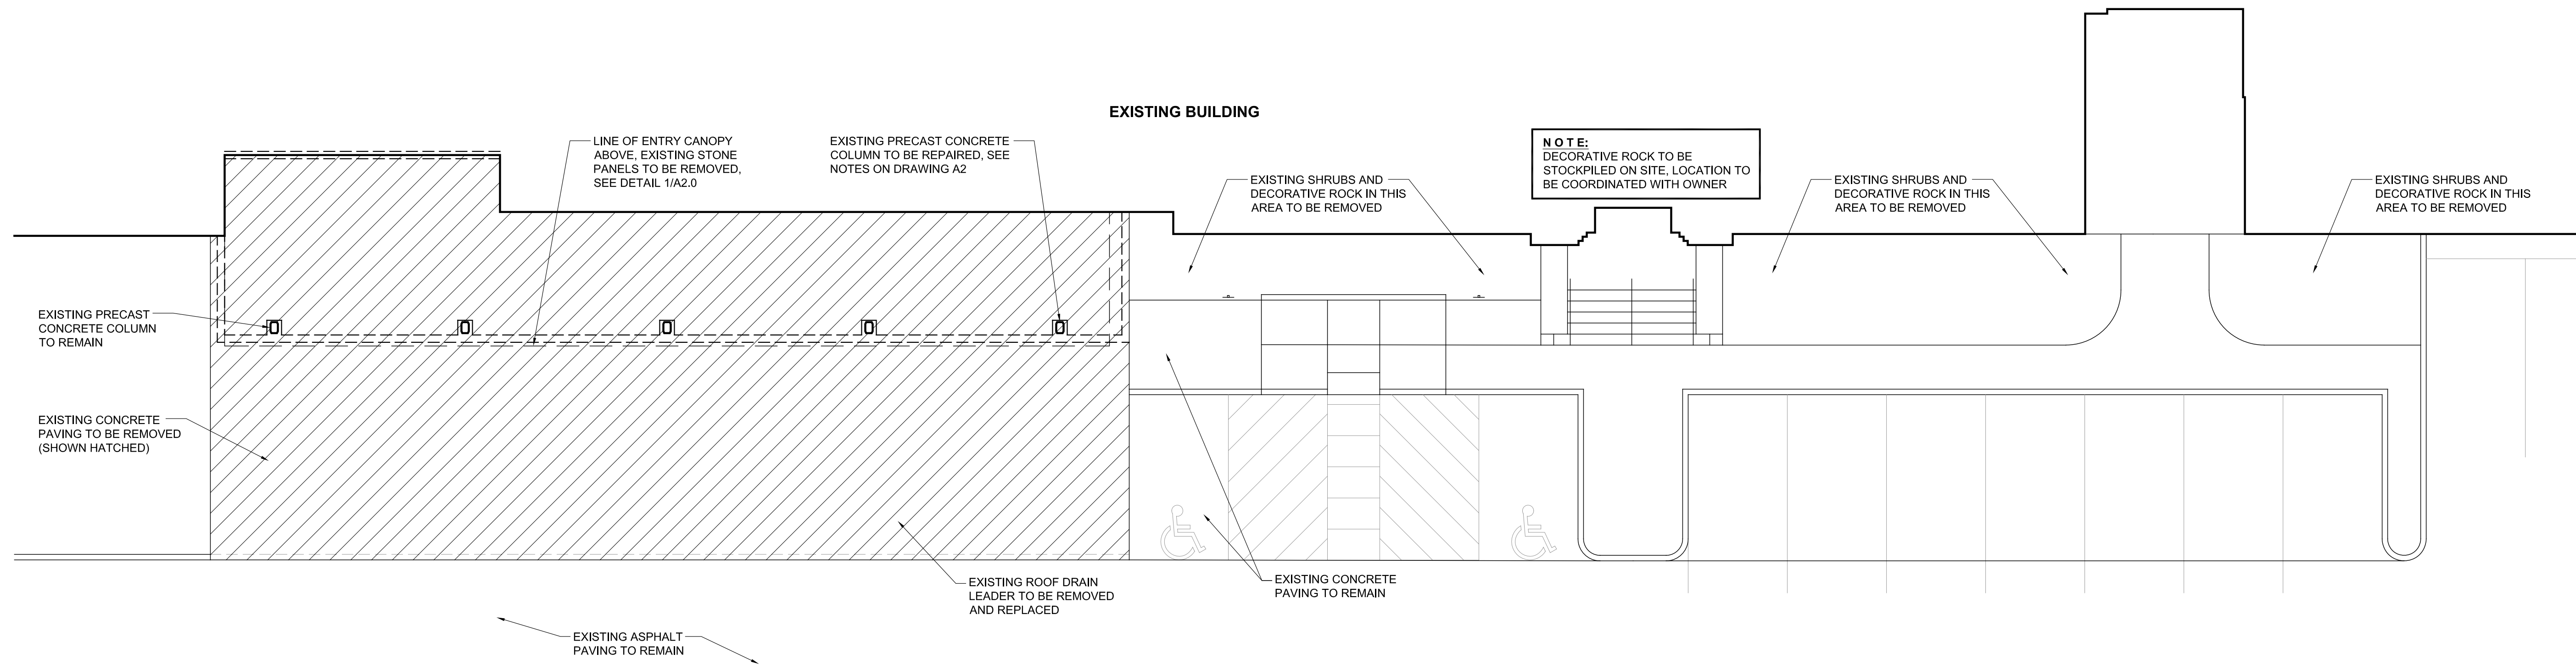 EXISTING BUILDING
LINE OF ENTRY CANOPY
ABOVE, EXISTING STONE
PANELS TO BE REMOVED,
SEE DETAIL 1/A2.0
EXISTING PRECAST CONCRETE
COLUMN TO BE REPAIRED, SEE
NOTES ON DRAWING A2
EXISTING SHRUBS AND
DECORATIVE ROCK IN THIS
AREA TO BE REMOVED
NOTE:
DECORATIVE ROCK TO BE
STOCKPILED ON SITE, LOCATION TO
BE COORDINATED WITH OWNER
EXISTING SHRUBS AND
DECORATIVE ROCK IN THIS
AREA TO BE REMOVED
EXISTING SHRUBS AND
DECORATIVE ROCK IN THIS
AREA TO BE REMOVED
EXISTING PRECAST
CONCRETE COLUMN
TO REMAIN
EXISTING CONCRETE
PAVING TO BE REMOVED
(SHOWN HATCHED)
EXISTING ROOF DRAIN
LEADER TO BE REMOVED
AND REPLACED
EXISTING CONCRETE
PAVING TO REMAIN
EXISTING ASPHALT
PAVING TO REMAIN